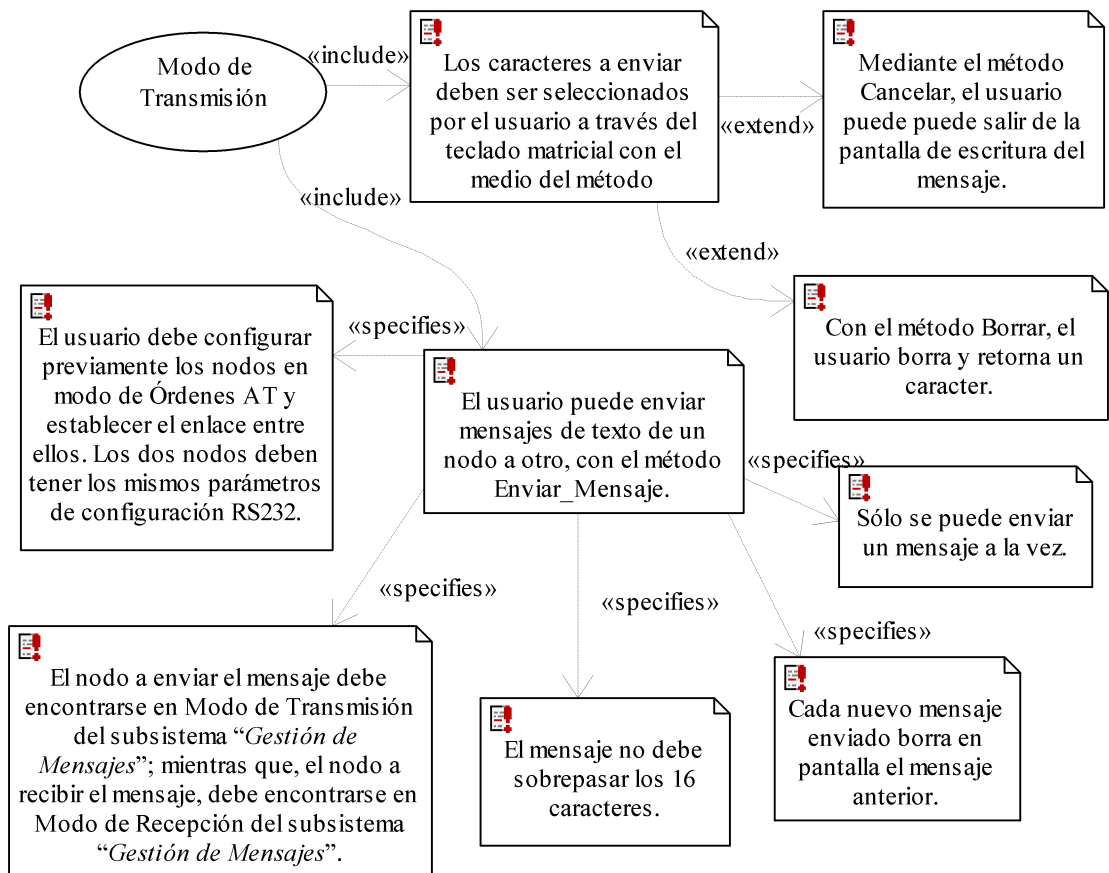 Modo de
Transmisión
«include»
Los caracteres a enviar
deben ser seleccionados
por el usuario a través del
teclado matricial con el
medio del método
«extend»
Mediante el método
Cancelar, el usuario
puede puede salir de la
pantalla de escritura del
mensaje.
«include»
«extend»
Con el método Borrar, el
usuario borra y retorna un
caracter.
El usuario debe configurar
previamente los nodos en
modo de Órdenes AT y
establecer el enlace entre
ellos. Los dos nodos deben
tener los mismos parámetros
de configuración RS232.
«specifies»
El usuario puede enviar
mensajes de texto de un
nodo a otro, con el método
Enviar_Mensaje.
«specifies»
Sólo se puede enviar
un mensaje a la vez.
«specifies»
«specifies»
«specifies»
El nodo a enviar el mensaje debe
encontrarse en Modo de Transmisión
del subsistema “Gestión de
Mensajes”; mientras que, el nodo a
recibir el mensaje, debe encontrarse en
Modo de Recepción del subsistema
“Gestión de Mensajes”.
El mensaje no debe
sobrepasar los 16
caracteres.
Cada nuevo mensaje
enviado borra en
pantalla el mensaje
anterior.